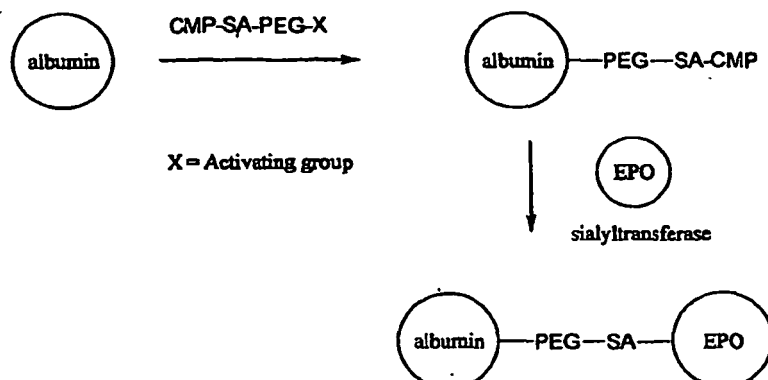 CMP-SA-PEG-X
albumin
albumin—PEG—SA-CMP
X = Activating group
EPO
sialyltransferase
albumin—PEG—SA—EPO